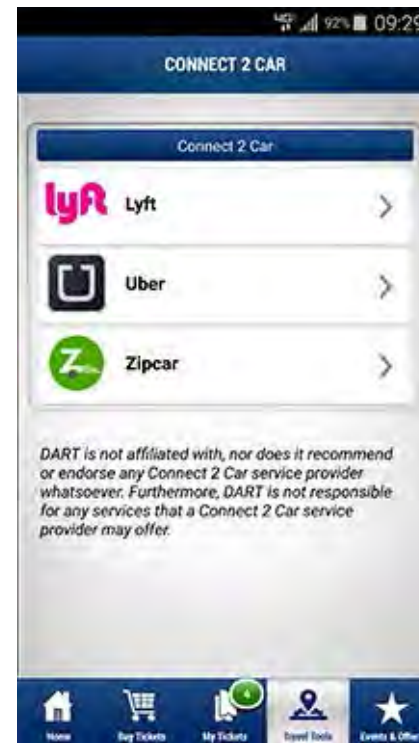 4G 92% 09:29
CONNECT 2 CAR
Connect 2 Car
lyft Lyft
U Uber
Z Zipcar
DART is not affiliated with, nor does it recommend
or endorse any Connect 2 Car service provider
whatsoever. Furthermore, DART is not responsible
for any services that a Connect 2 Car service
provider may offer.
4
Home Buy Tickets My Tickets Travel Tools Events & Offe